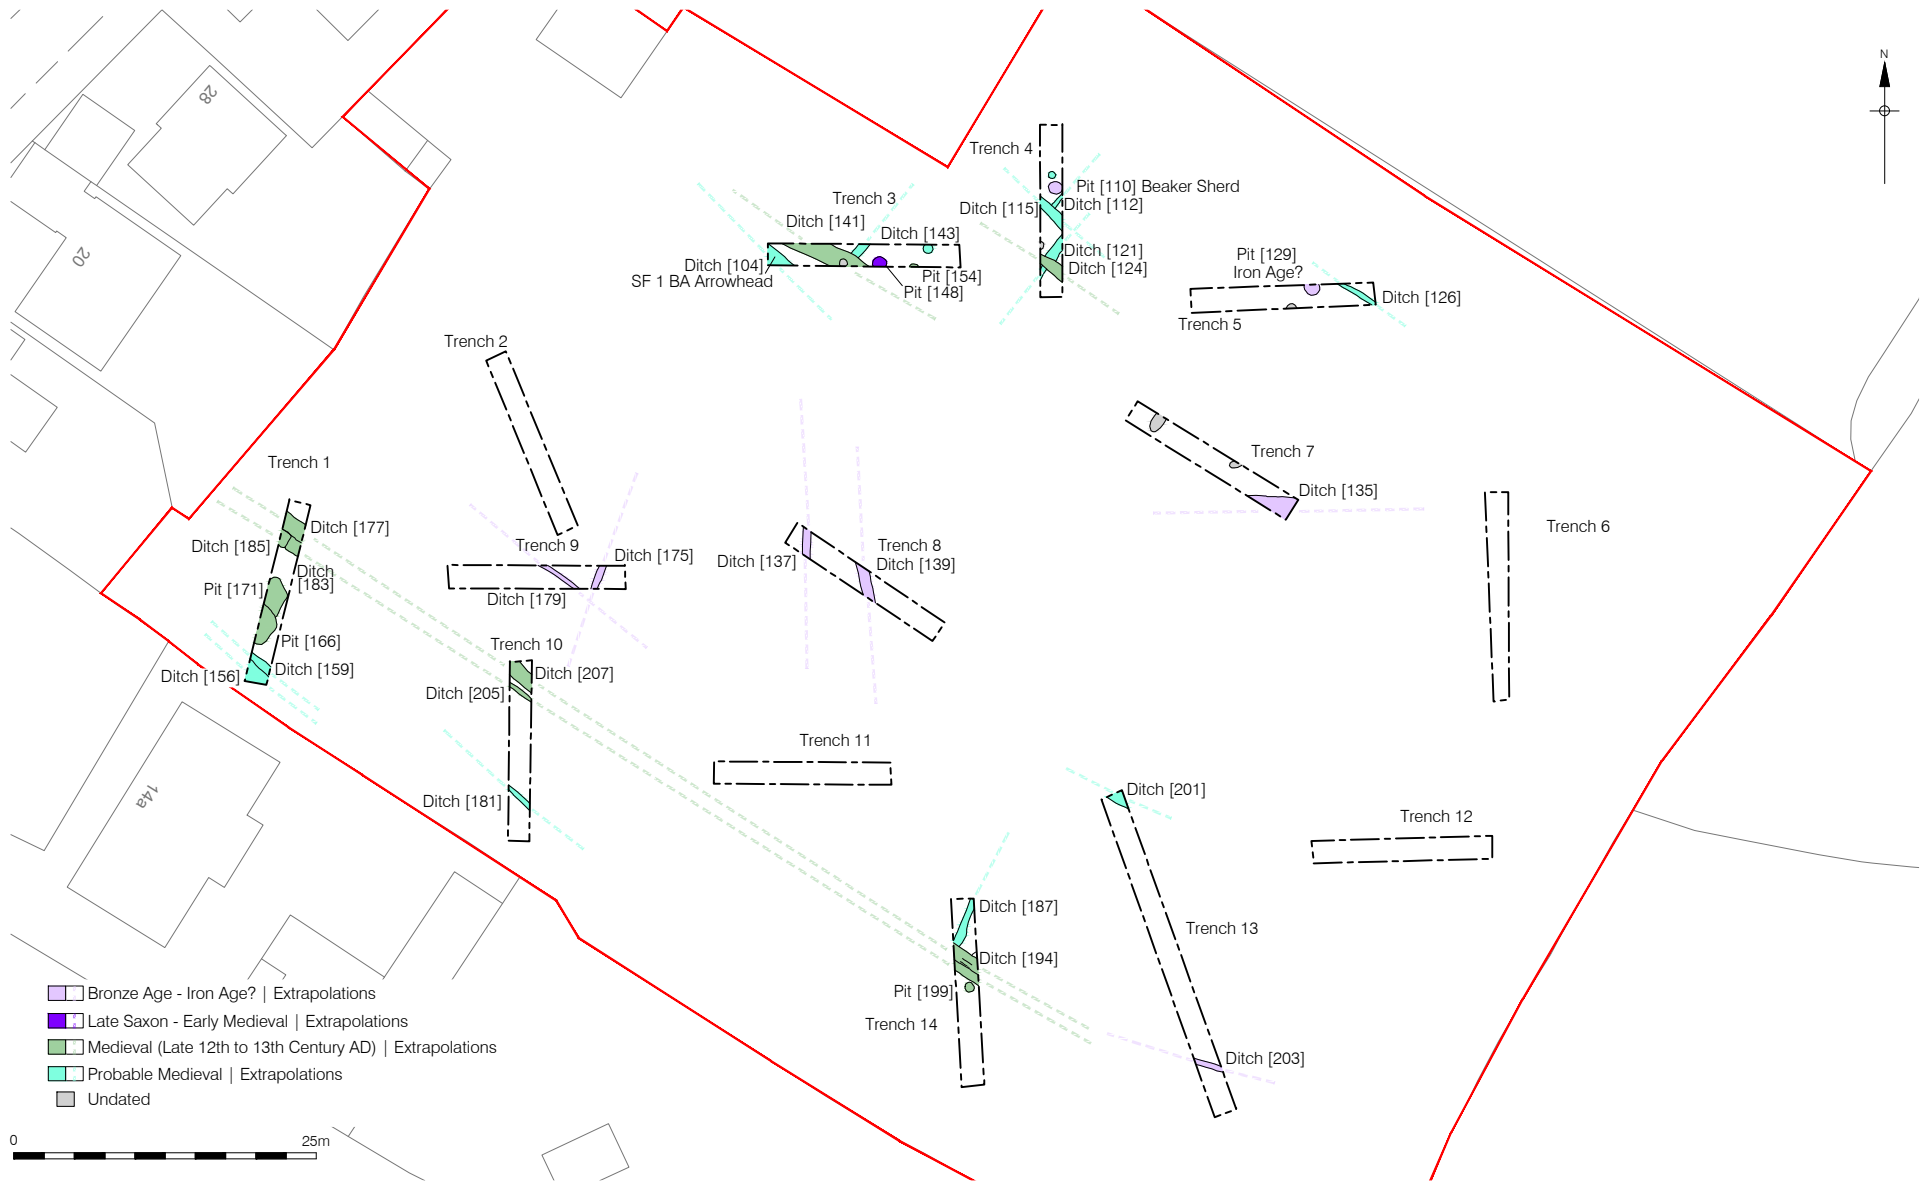 28
N
Trench 4
Pit [110] Beaker Sherd
Trench 3
Ditch [115]
Ditch [112]
Ditch [141]
Ditch [143]
Ditch [121]
Pit [129]
Ditch [104]
Ditch [124]
Iron Age?
SF 1 BA Arrowhead
Pit [154]
Pit [148]
Ditch [126]
20
Trench 5
Trench 2
Trench 7
Trench 1
Ditch [135]
Ditch [177]
Trench 6
Ditch [185]
Trench 9
Ditch [175]
Trench 8
Ditch [137]
Ditch [139]
Ditch
[183]
Pit [171]
Ditch [179]
Pit [166]
Trench 10
Ditch [159]
Ditch [156]
Ditch [207]
Ditch [205]
Trench 11
14a
Ditch [181]
Ditch [201]
Trench 12
Ditch [187]
Trench 13
Ditch [194]
Pit [199]
Trench 14
Ditch [203]
Bronze Age - Iron Age? | Extrapolations
Late Saxon - Early Medieval | Extrapolations
Medieval (Late 12th to 13th Century AD) | Extrapolations
Probable Medieval | Extrapolations
Undated
0 25m